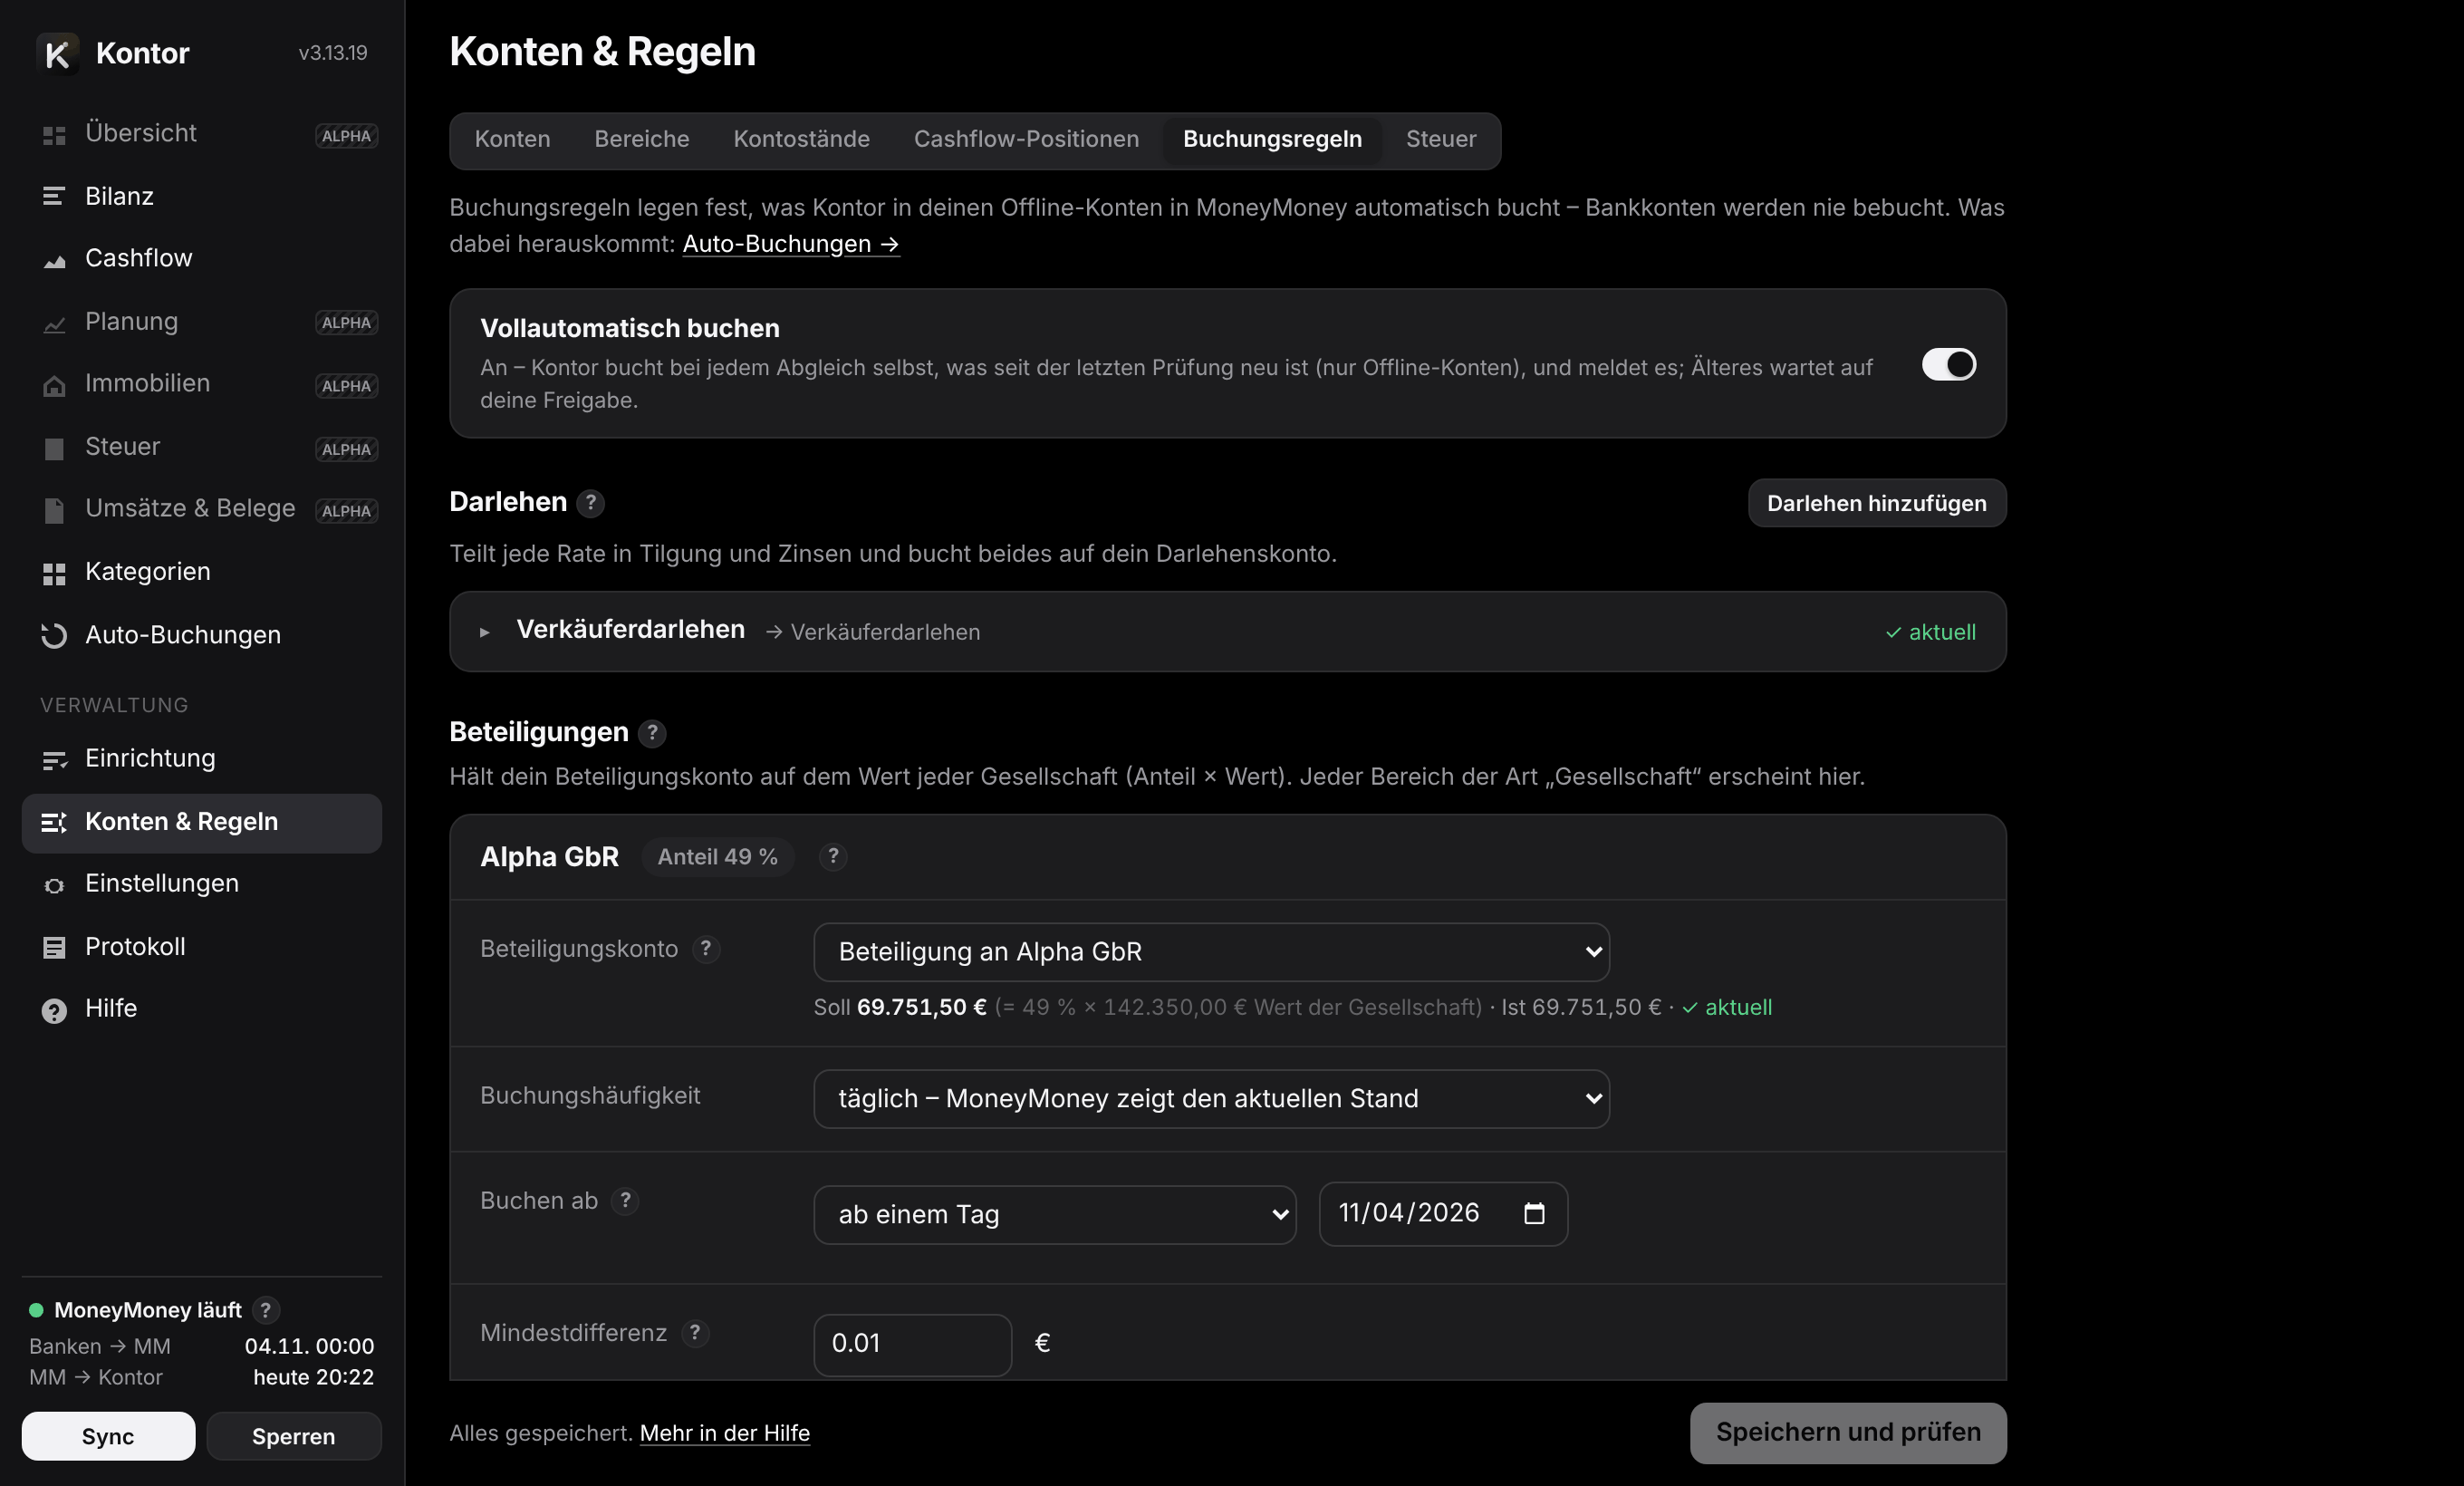 Kontor
v3.13.19
Übersicht
ALPHA
Bilanz
Cashflow
Planung
ALPHA
Immobilien
ALPHA
Steuer
ALPHA
Umsätze & Belege
ALPHA
Kategorien
Auto-Buchungen
VERWALTUNG
Einrichtung
Konten & Regeln
Einstellungen
Protokoll
Hilfe
MoneyMoney läuft ?
Banken → MM 04.11. 00:00
MM → Kontor heute 20:22
Sync
Sperren
Konten & Regeln
Konten
Bereiche
Kontostände
Cashflow-Positionen
Buchungsregeln
Steuer
Buchungsregeln legen fest, was Kontor in deinen Offline-Konten in MoneyMoney automatisch bucht – Bankkonten werden nie bebucht. Was
dabei herauskommt: Auto-Buchungen →
Vollautomatisch buchen
An – Kontor bucht bei jedem Abgleich selbst, was seit der letzten Prüfung neu ist (nur Offline-Konten), und meldet es; Älteres wartet auf
deine Freigabe.
Darlehen ?
Darlehen hinzufügen
Teilt jede Rate in Tilgung und Zinsen und bucht beides auf dein Darlehenskonto.
▸ Verkäuferdarlehen → Verkäuferdarlehen
✓ aktuell
Beteiligungen ?
Hält dein Beteiligungskonto auf dem Wert jeder Gesellschaft (Anteil × Wert). Jeder Bereich der Art „Gesellschaft“ erscheint hier.
Alpha GbR Anteil 49 % ?
Beteiligungskonto ?
Beteiligung an Alpha GbR
Soll 69.751,50 € (= 49 % × 142.350,00 € Wert der Gesellschaft) · Ist 69.751,50 € · ✓ aktuell
Buchungshäufigkeit
täglich – MoneyMoney zeigt den aktuellen Stand
Buchen ab ?
ab einem Tag
11/04/2026
Mindestdifferenz ?
0.01 €
Alles gespeichert. Mehr in der Hilfe
Speichern und prüfen